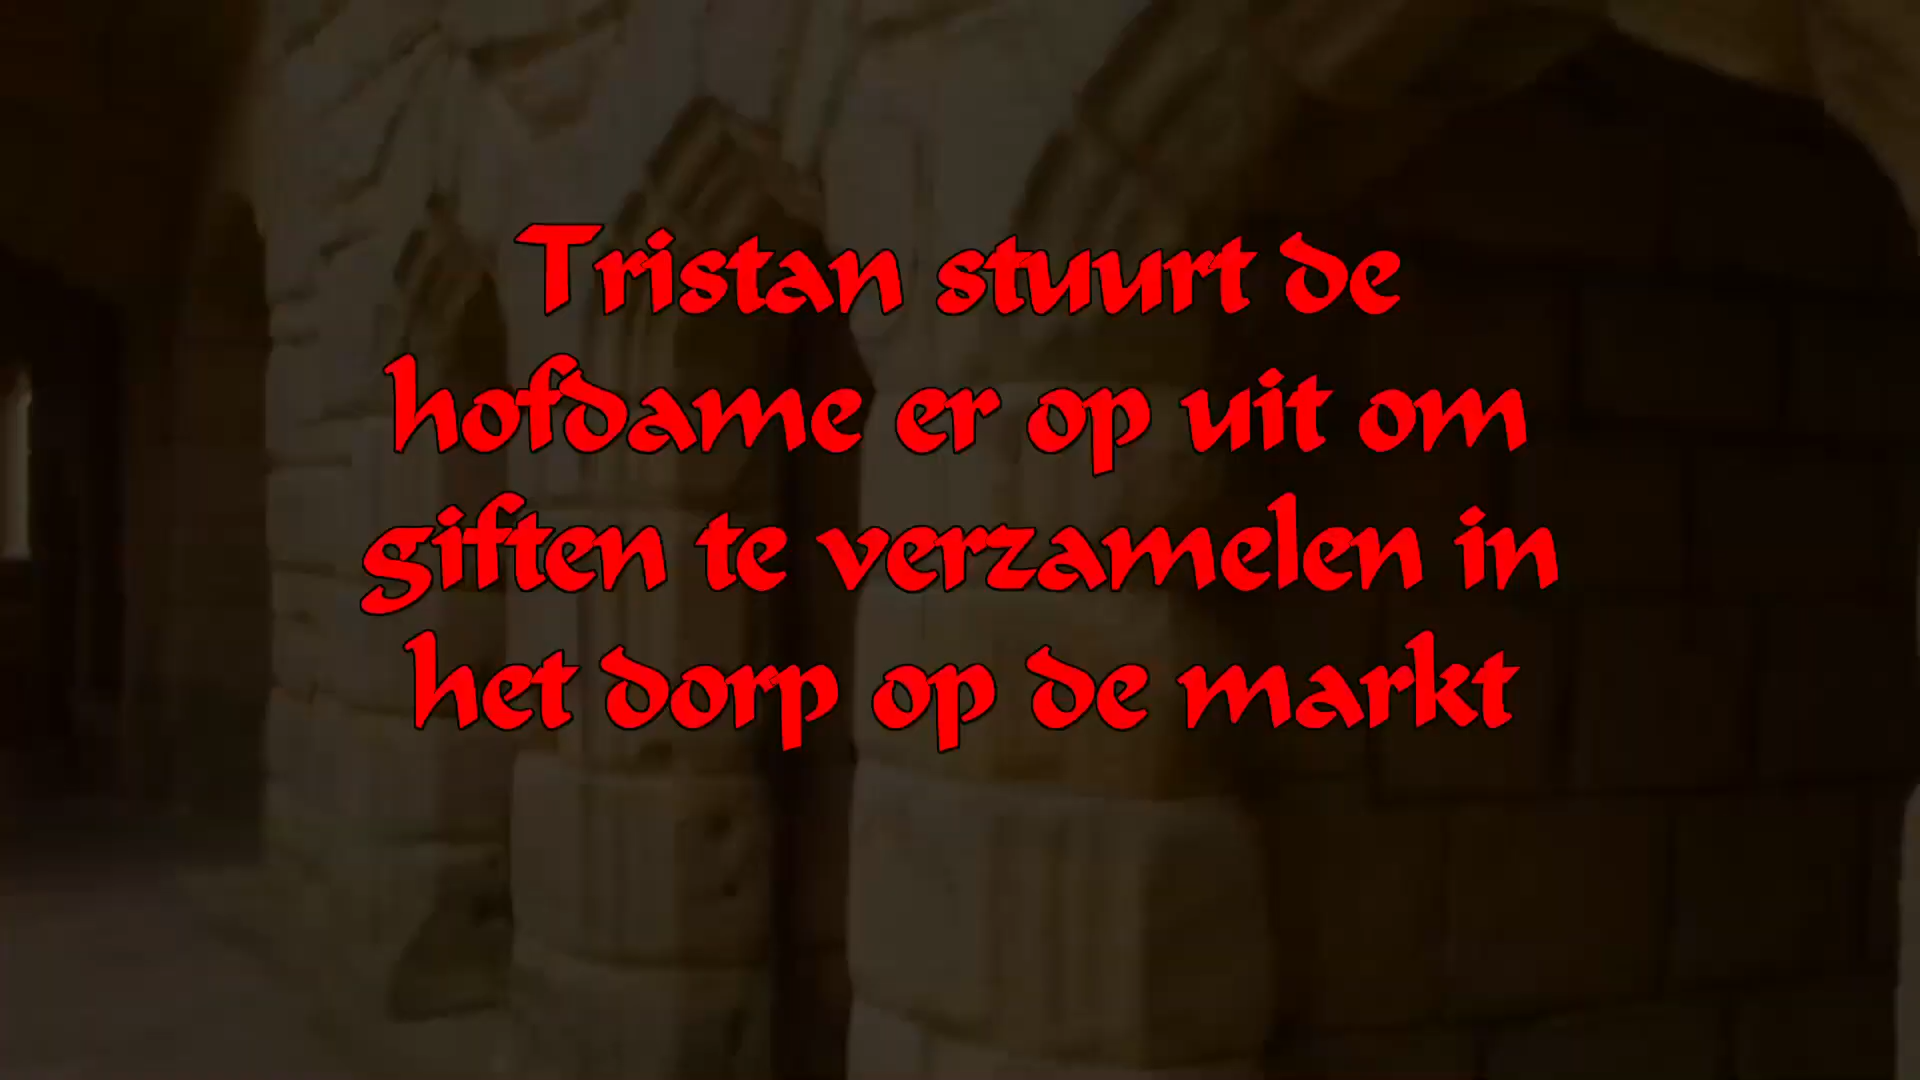 Tristan stuurt de
hofdame er op uit om
giften te verzamelen in
het dorp op de markt